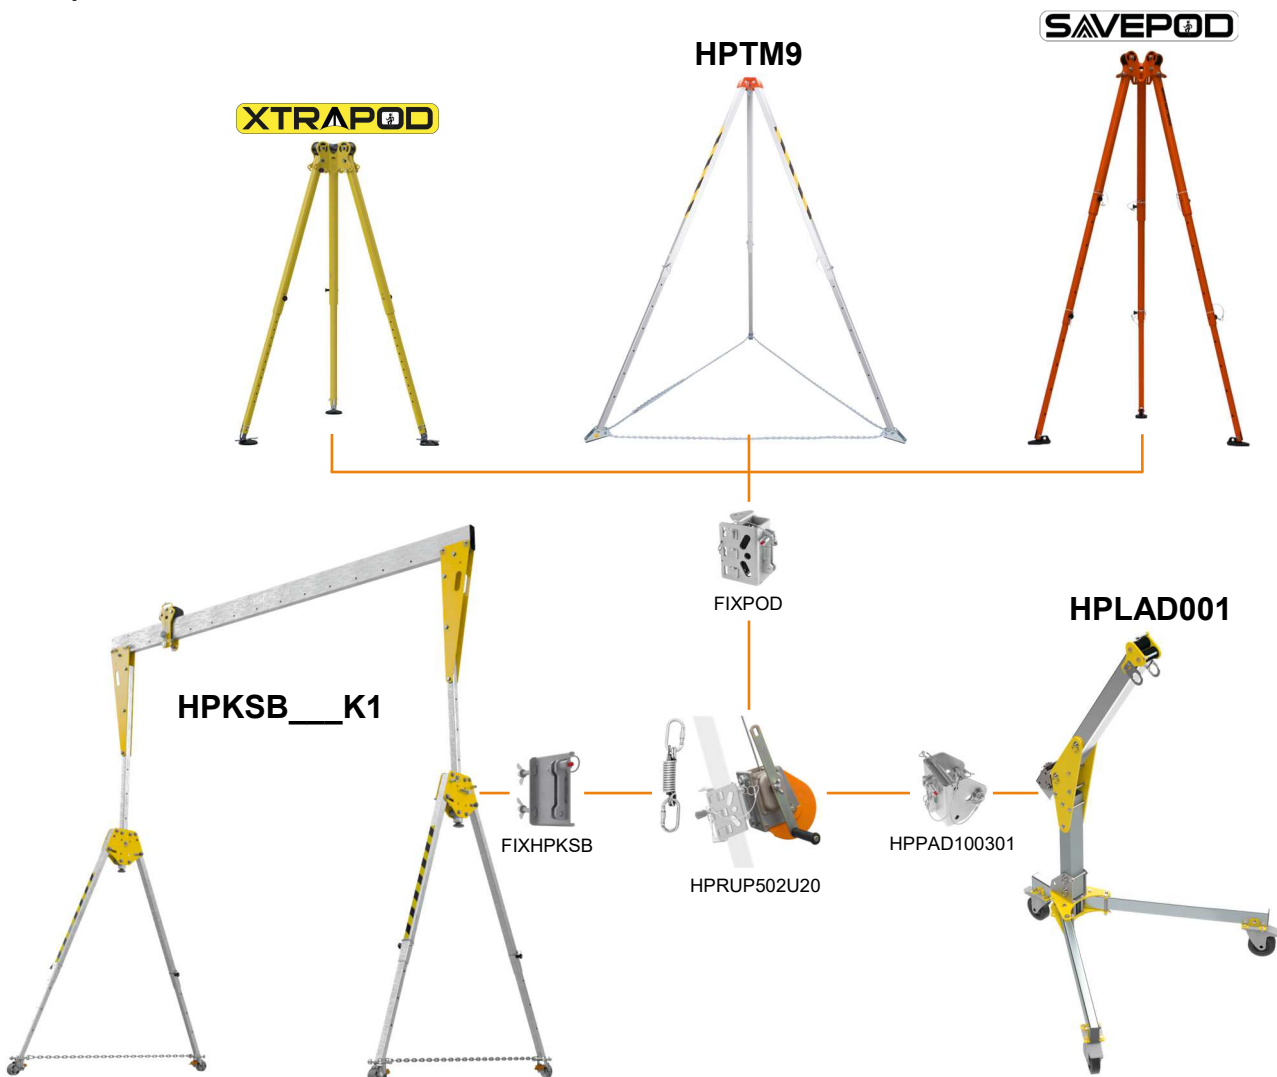 SAVEPOD
HPTM9
XTRAPOD
FIXPOD
HPLAD001
HPKSB___K1
FIXHPKSB
HPPAD100301
HPRUP502U20